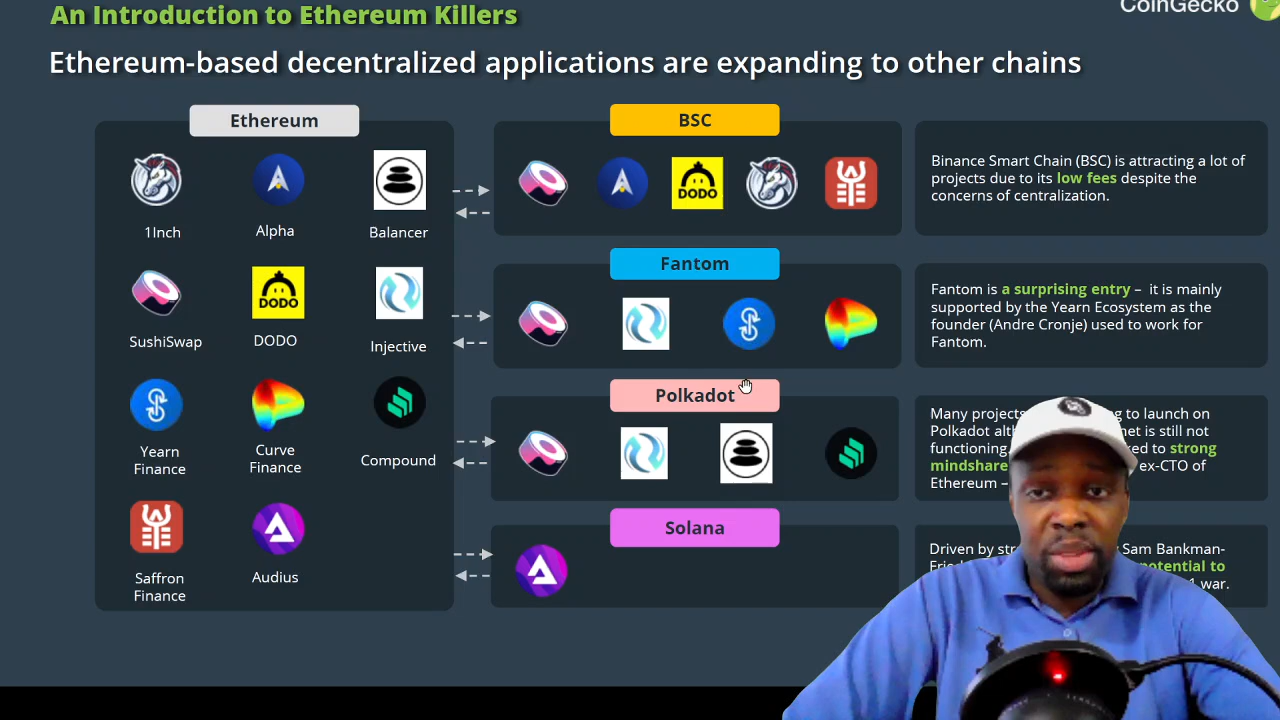 An Introduction to Ethereum Killers
CoinGecko
Ethereum-based decentralized applications are expanding to other chains
Ethereum
1Inch
Alpha
Balancer
SushiSwap
DODO
DODO
Injective
Yearn
Finance
Curve
Finance
Compound
Saffron
Finance
Audius
BSC
DODO
Binance Smart Chain (BSC) is attracting a lot of
projects due to its low fees despite the
concerns of centralization.
Fantom
Fantom is a surprising entry – it is mainly
supported by the Yearn Ecosystem as the
founder (Andre Cronje) used to work for
Fantom.
Polkadot
Many projects to launch on
Polkadot is still not
functioning to strong
mindshare ex-CTO of
Ethereum –
Solana
Driven by Sam Bankman-
potential to
war.